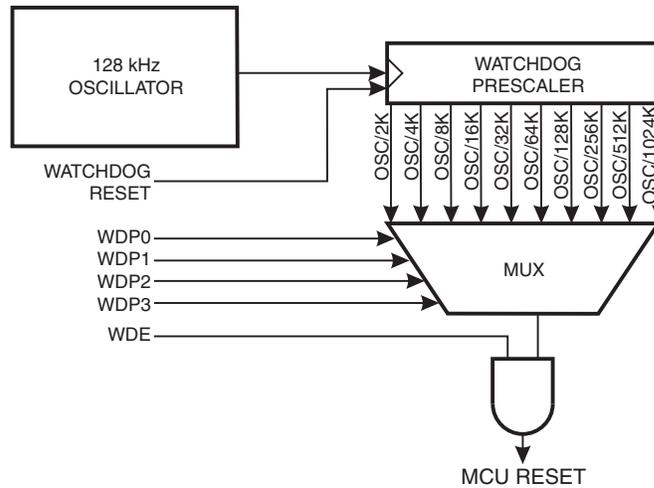 128 kHz
OSCILLATOR
WATCHDOG
PRESCALER
OSC/2K
OSC/4K
OSC/8K
OSC/16K
OSC/32K
OSC/64K
OSC/128K
OSC/256K
OSC/512K
OSC/1024K
WATCHDOG
RESET
WDP0
WDP1
WDP2
WDP3
WDE
MUX
MCU RESET